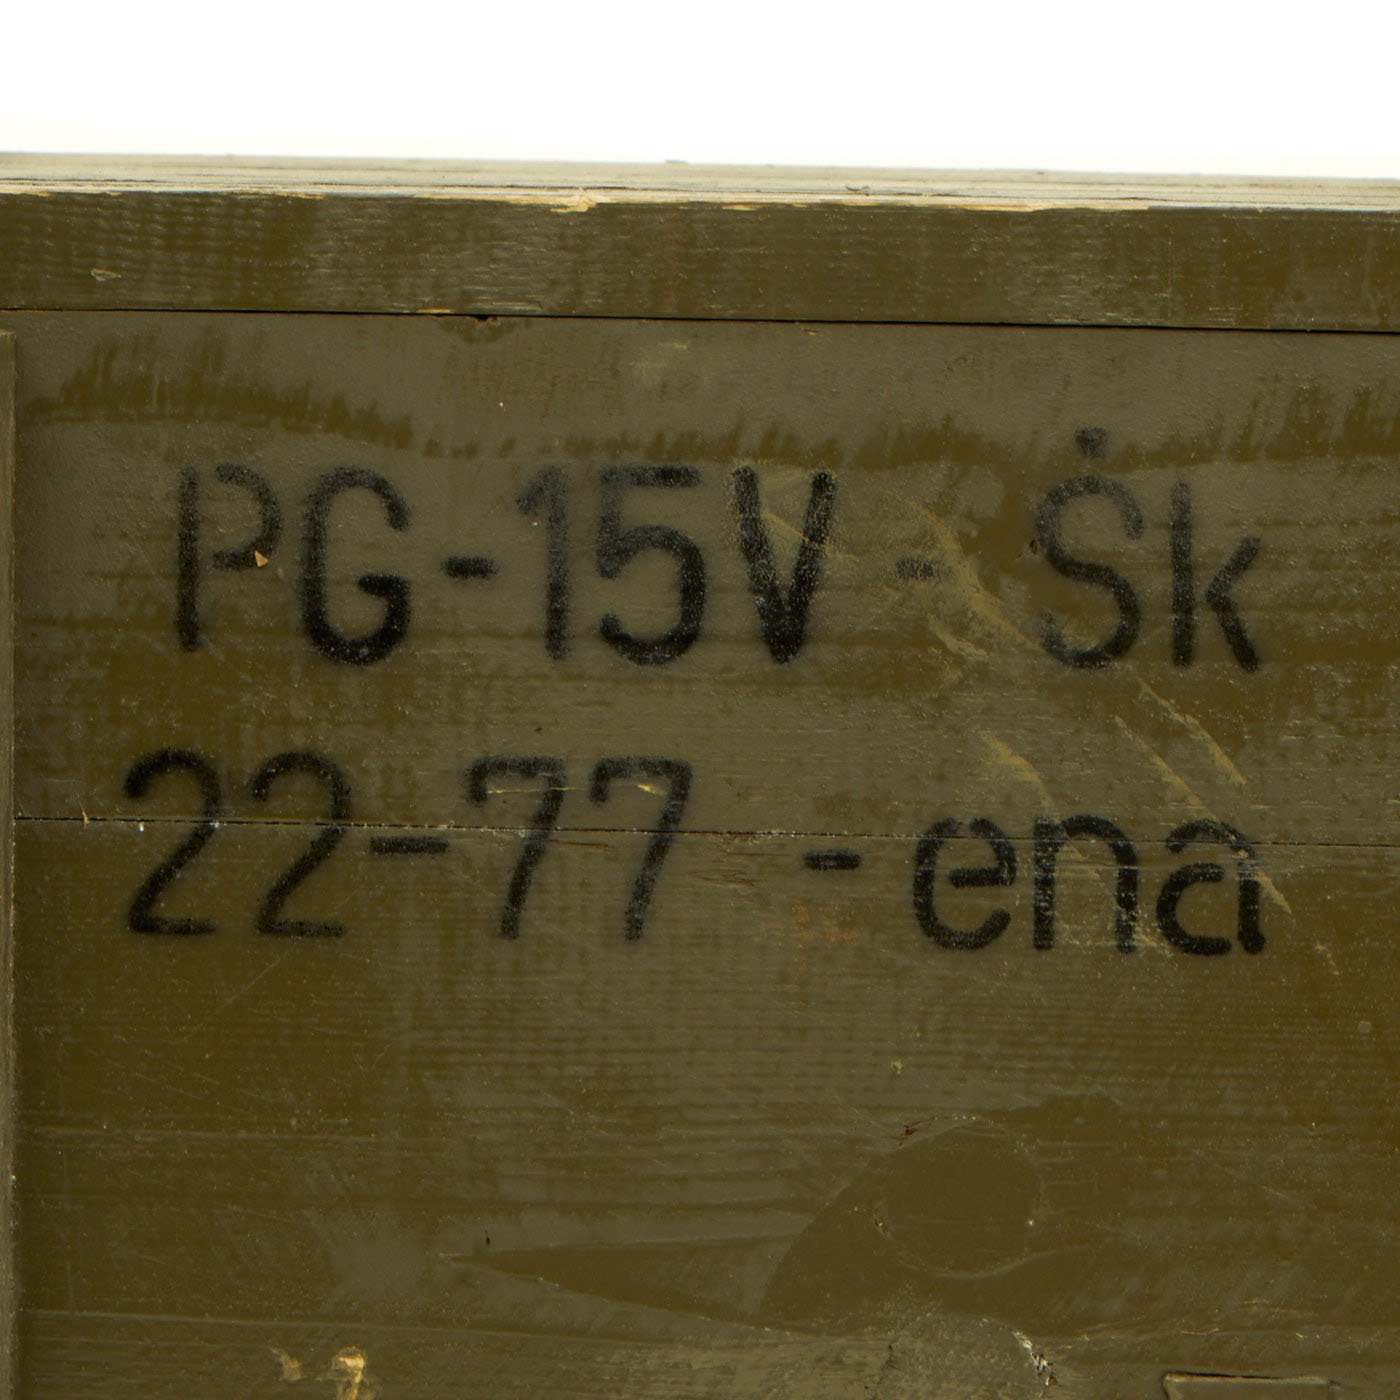 PG-15V - Śk
22-77 - ena